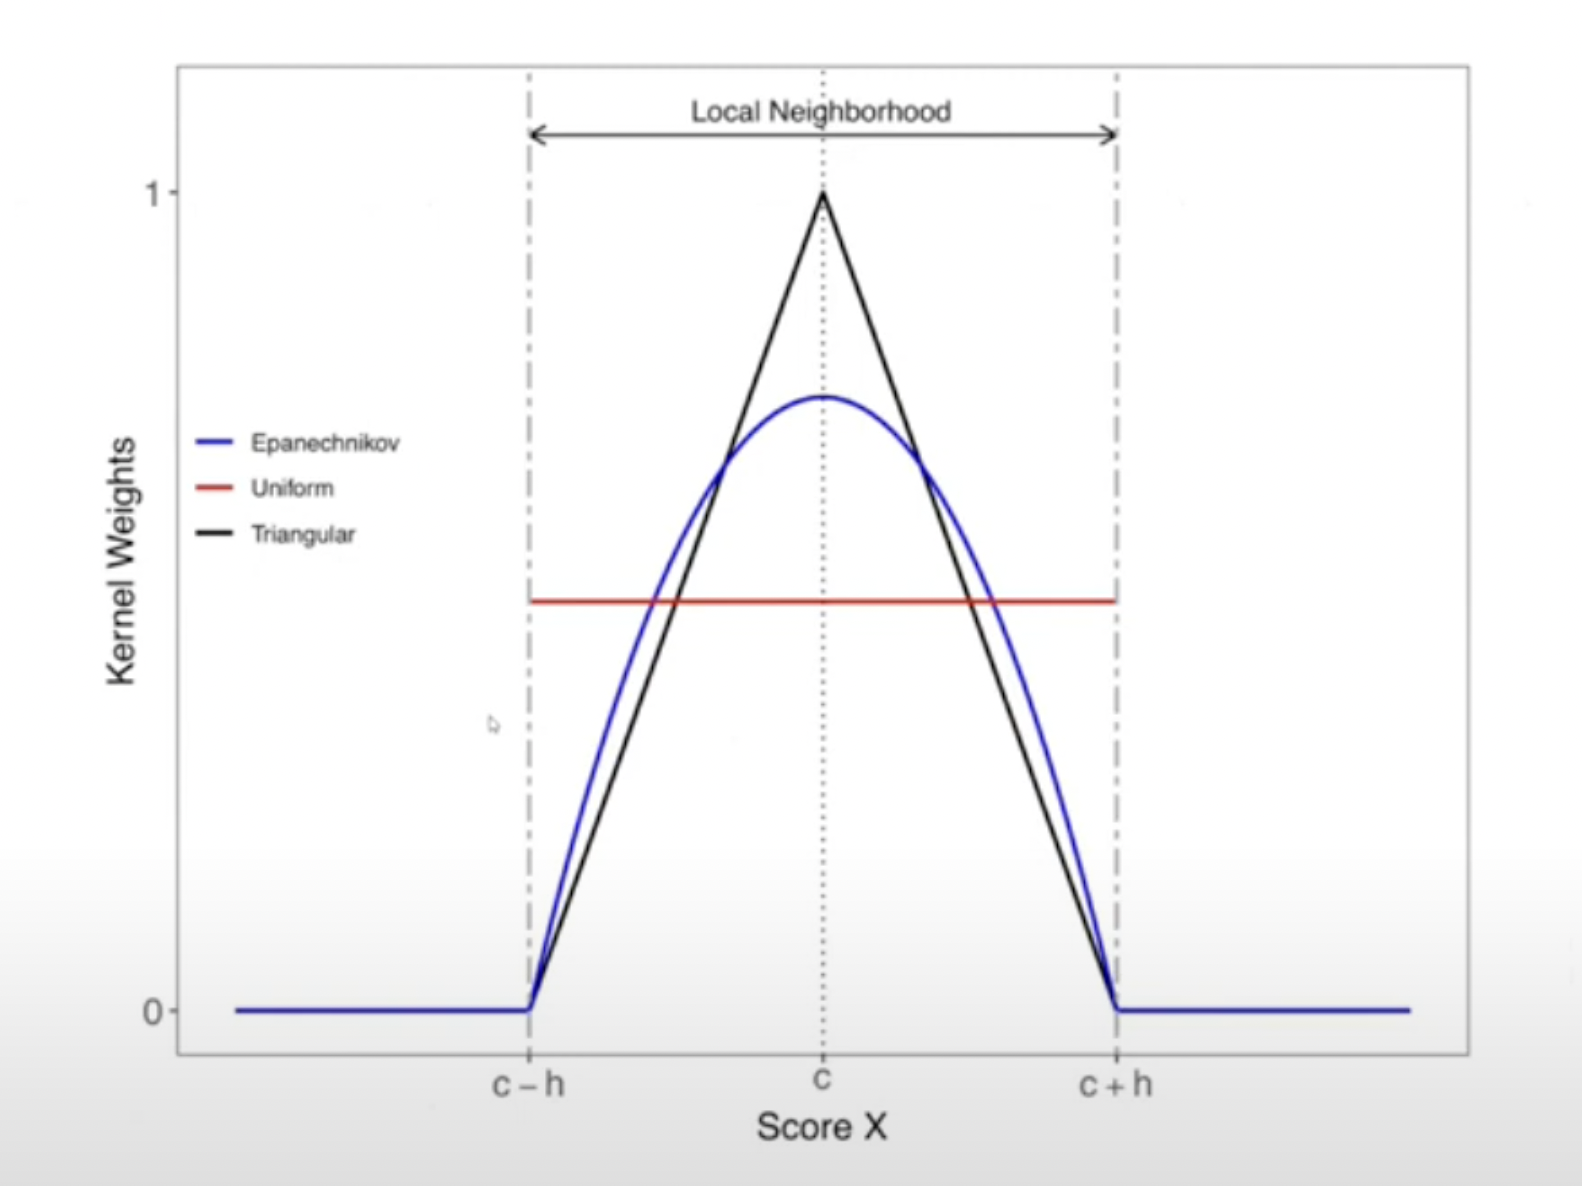 Local Neighborhood
1
Epanechnikov
Uniform
Triangular
Kernel Weights
0
c − h
c
c + h
Score X